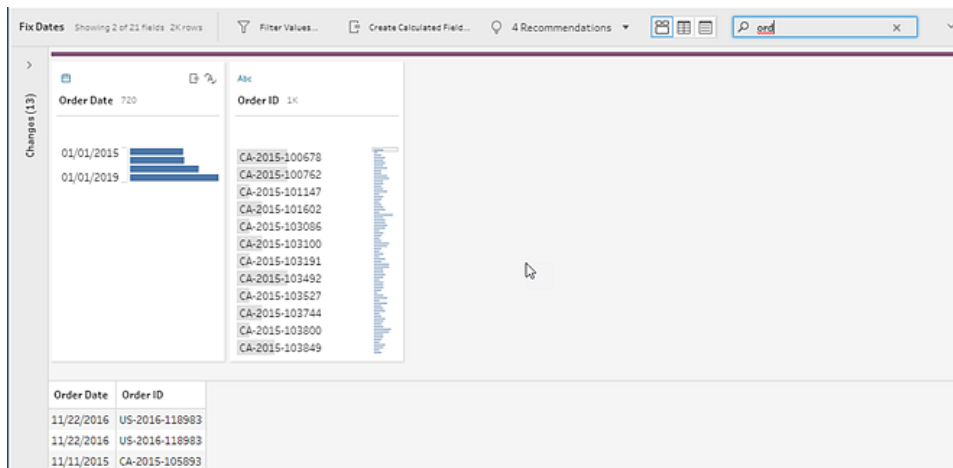 Fix Dates Showing 2 of 21 fields 2K rows Filter Values... Create Calculated Field... 4 Recommendations ord
Changes (13)
Order Date 720
01/01/2015
01/01/2019
Abc
Order ID 1K
CA-2015-100678
CA-2015-100762
CA-2015-101147
CA-2015-101602
CA-2015-103086
CA-2015-103100
CA-2015-103191
CA-2015-103492
CA-2015-103527
CA-2015-103744
CA-2015-103800
CA-2015-103849
Order Date Order ID
11/22/2016 US-2016-118983
11/22/2016 US-2016-118983
11/11/2015 CA-2015-105893